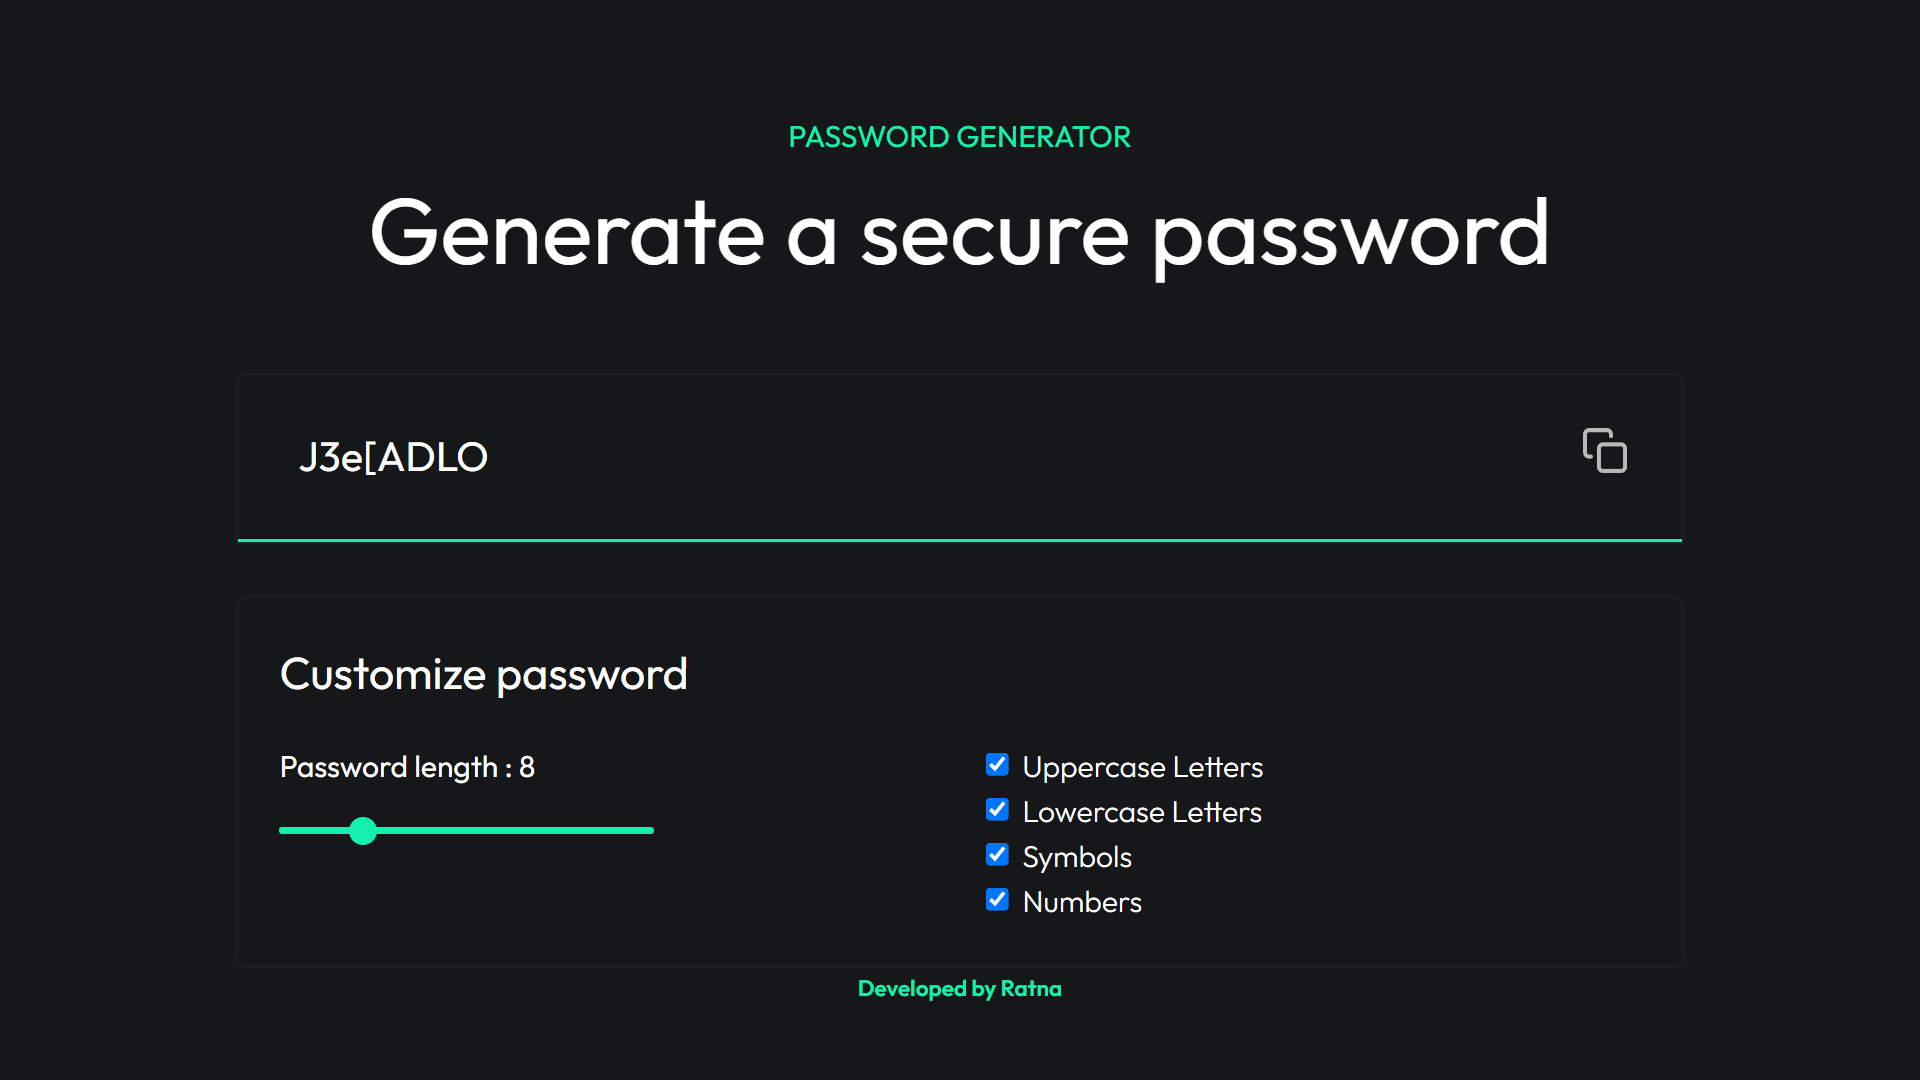 PASSWORD GENERATOR
Generate a secure password
J3e[ADLO
Customize password
Password length : 8
Uppercase Letters
Lowercase Letters
Symbols
Numbers
Developed by Ratna